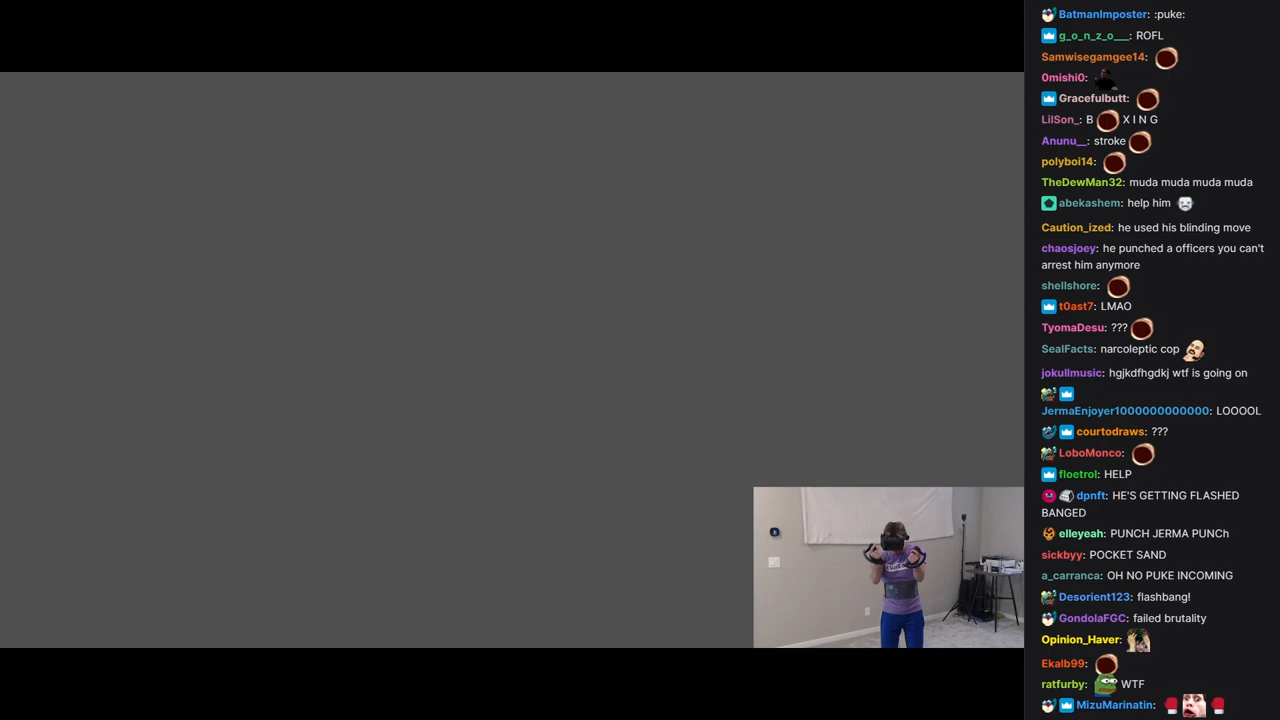 BatmanImposter: :puke:
g_o_n_z_o___: ROFL
Samwisegamgee14:
0mishi0:
Gracefulbutt:
LilSon_: B X I N G
Anunu__: stroke
polyboi14:
TheDewMan32: muda muda muda muda
abekashem: help him
Caution_ized: he used his blinding move
chaosjoey: he punched a officers you can't
arrest him anymore
shellshore:
t0ast7: LMAO
TyomaDesu: ???
SealFacts: narcoleptic cop
jokullmusic: hgjkdfhgdkj wtf is going on
JermaEnjoyer1000000000000: LOOOOL
courtodraws: ???
LoboMonco:
floetrol: HELP
dpnft: HE'S GETTING FLASHED
BANGED
elleyeah: PUNCH JERMA PUNCh
sickbyy: POCKET SAND
a_carranca: OH NO PUKE INCOMING
Desorient123: flashbang!
GondolaFGC: failed brutality
Opinion_Haver:
Ekalb99:
ratfurby: WTF
MizuMarinatin: